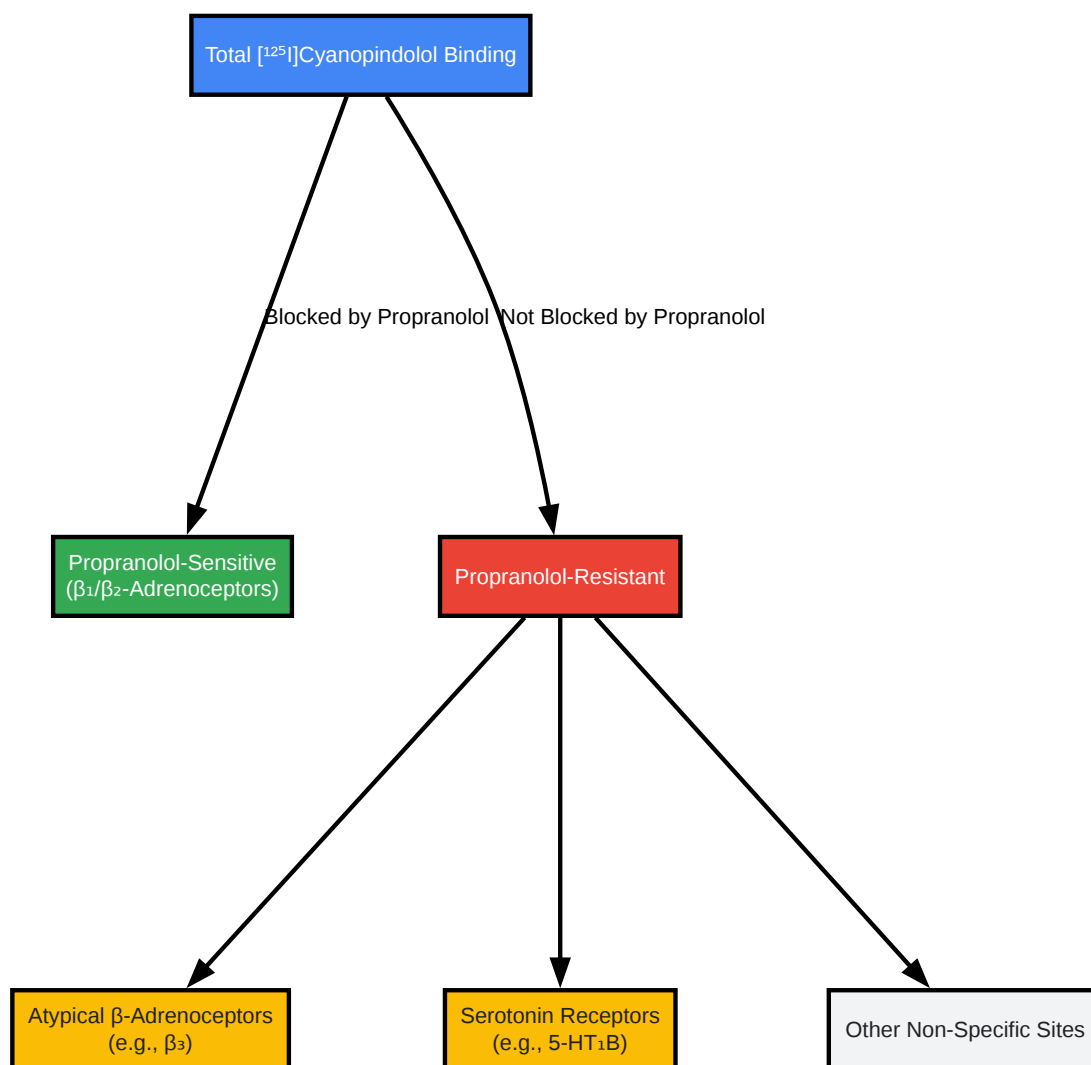 Total [¹²⁵I]Cyanopindolol Binding
Blocked by Propranolol
Not Blocked by Propranolol
Propranolol-Sensitive
(β₁/β₂-Adrenoceptors)
Propranolol-Resistant
Atypical β-Adrenoceptors
(e.g., β₃)
Serotonin Receptors
(e.g., 5-HT₁B)
Other Non-Specific Sites